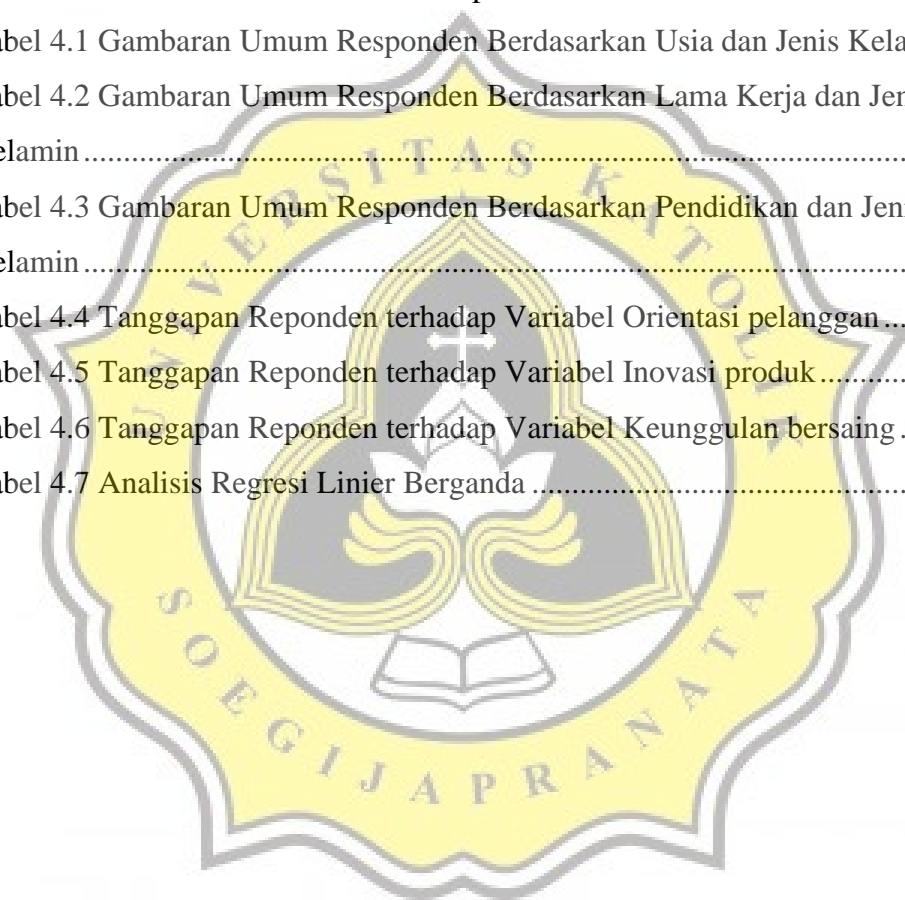 abel 4.1 Gambaran Umum Responden Berdasarkan Usia dan Jenis Kela
abel 4.2 Gambaran Umum Responden Berdasarkan Lama Kerja dan Jen
elamin ........................................................................................................
abel 4.3 Gambaran Umum Responden Berdasarkan Pendidikan dan Jeni
elamin ........................................................................................................
abel 4.4 Tanggapan Reponden terhadap Variabel Orientasi pelanggan ...
abel 4.5 Tanggapan Reponden terhadap Variabel Inovasi produk ............
abel 4.6 Tanggapan Reponden terhadap Variabel Keunggulan bersaing .
abel 4.7 Analisis Regresi Linier Berganda ..................................................
UNIVERSITAS KATOLIK
SOEGIJAPRANATA